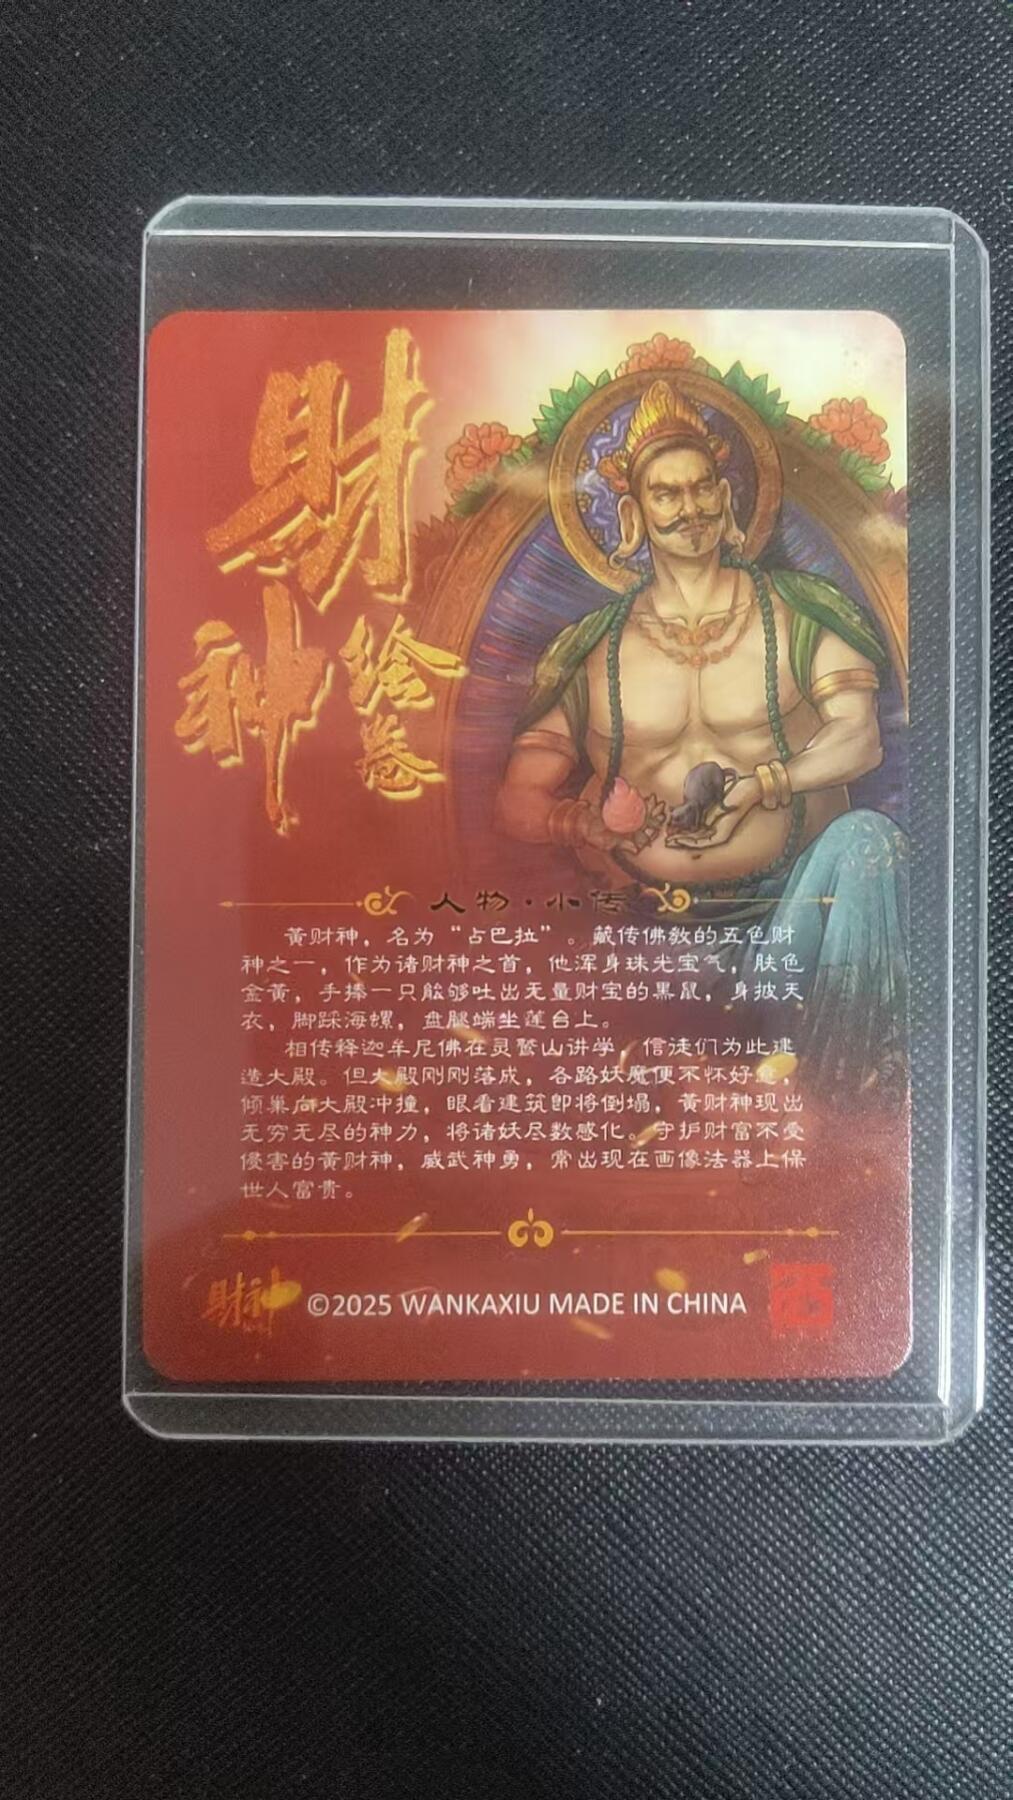 財神
绘卷
人物·小传
黄财神，名为“占巴拉”。藏传佛教的五色财
神之一，作为诸财神之首，他浑身珠光宝气，肤色
金黄，手捧一只能够吐出无量财宝的黑鼠，身披天
衣，脚踩海螺，盘腿端坐莲台上。
相传释迦牟尼佛在灵鹫山讲学，信徒们为此建
造大殿。但大殿刚刚落成，各路妖魔便不怀好意，
倾巢向大殿冲撞，眼看建筑即将倒塌，黄财神现出
无穷无尽的神力，将诸妖尽数感化。守护财富不受
侵害的黄财神，威武神勇，常出现在画像法器上保
世人富贵。
財神 ©2025 WANKAXIU MADE IN CHINA